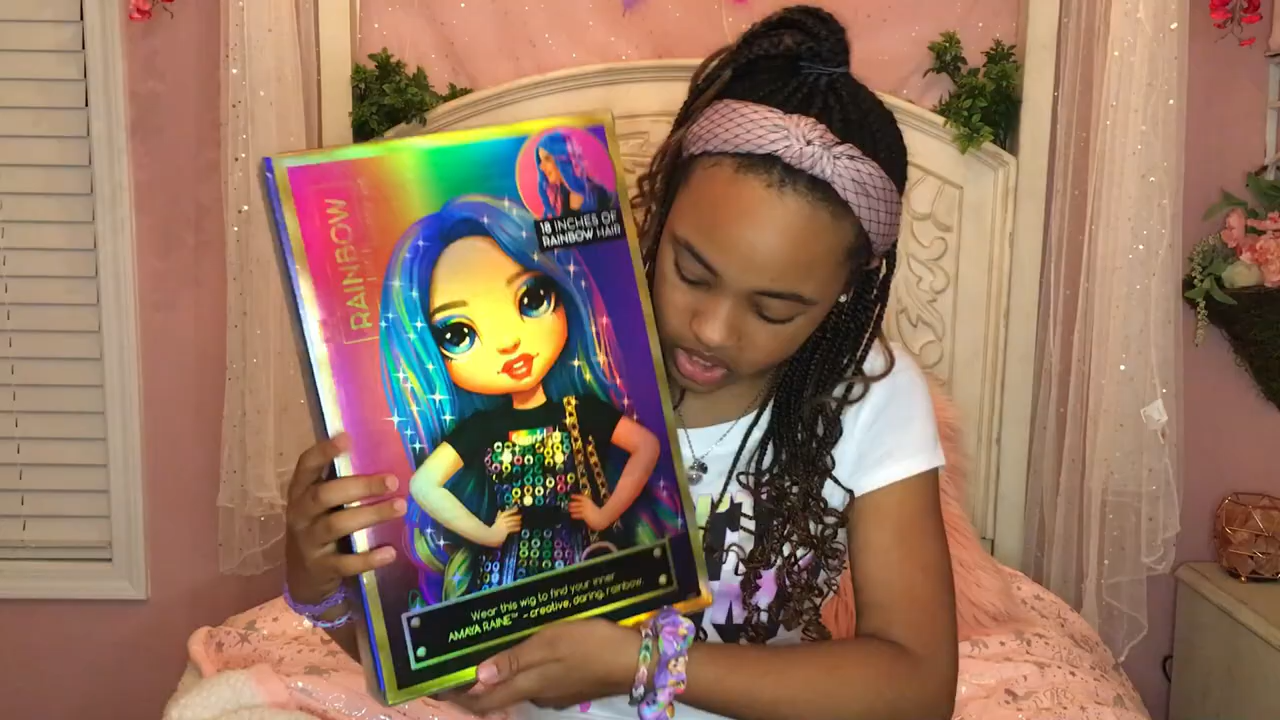 RAINBOW
18 INCHES OF
RAINBOW HAIR
Wear this wig to find your inner
AMAYA RAINE™ - creative, daring, rainbow.